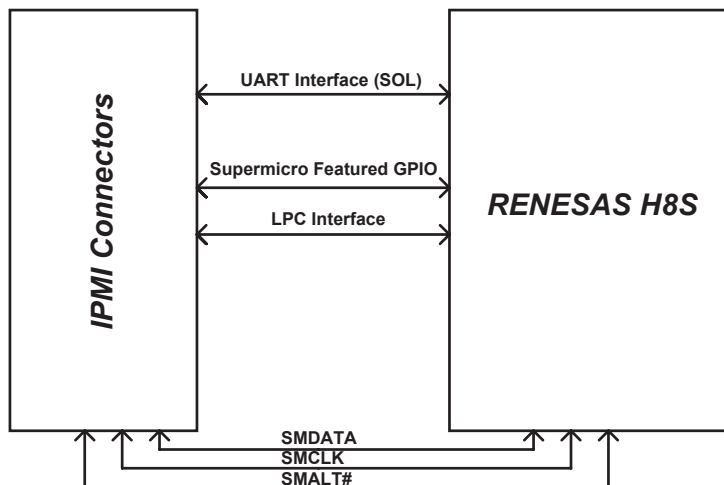 UART Interface (SOL)
Supermicro Featured GPIO
LPC Interface
IPMI Connectors
RENESAS H8S
SMDATA
SMCLK
SMALT#